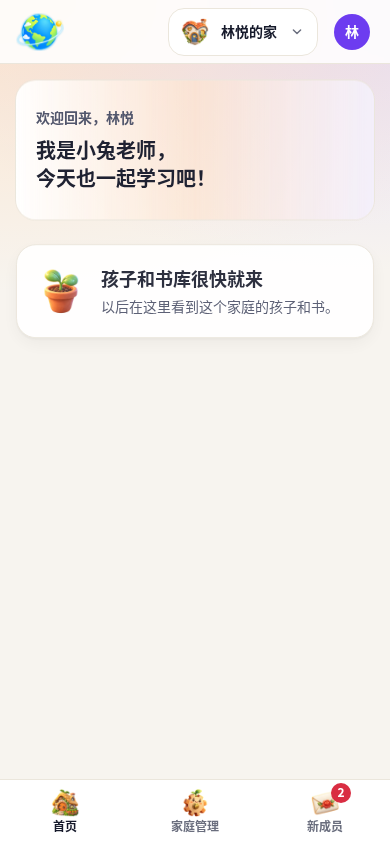 林悦的家
林
欢迎回来，林悦
我是小兔老师，
今天也一起学习吧！
孩子和书库很快就来
以后在这里看到这个家庭的孩子和书。
2
首页
家庭管理
新成员